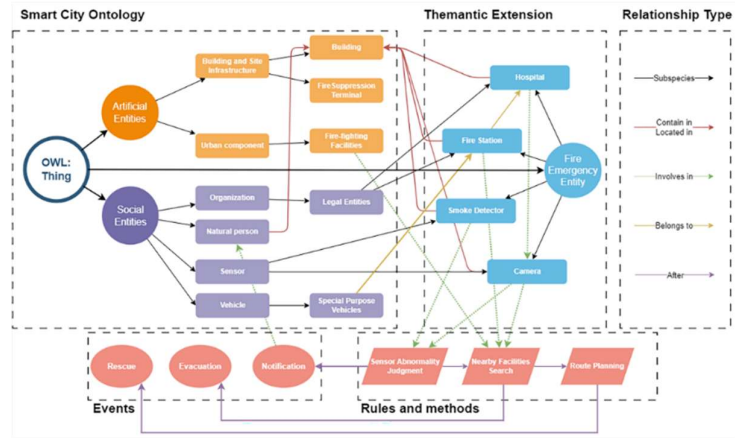 Smart City Ontology
Themantic Extension
Relationship Type
Building
Building and Site
Infrastructure
FireSuppression
Terminal
Artificial
Entities
Urban component
Fire-fighting
Facilities
OWL:
Thing
Social
Entities
Organization
Legal Entities
Natural person
Sensor
Vehicle
Special Purpose
Vehicles
Hospital
Fire Station
Fire
Emergency
Entity
Smoke Detector
Camera
Subspecies
Contain in
Located in
Involves in
Belongs to
After
Rescue
Evacuation
Notification
Sensor Abnormality
Judgment
Nearby Facilities
Search
Route Planning
Events
Rules and methods